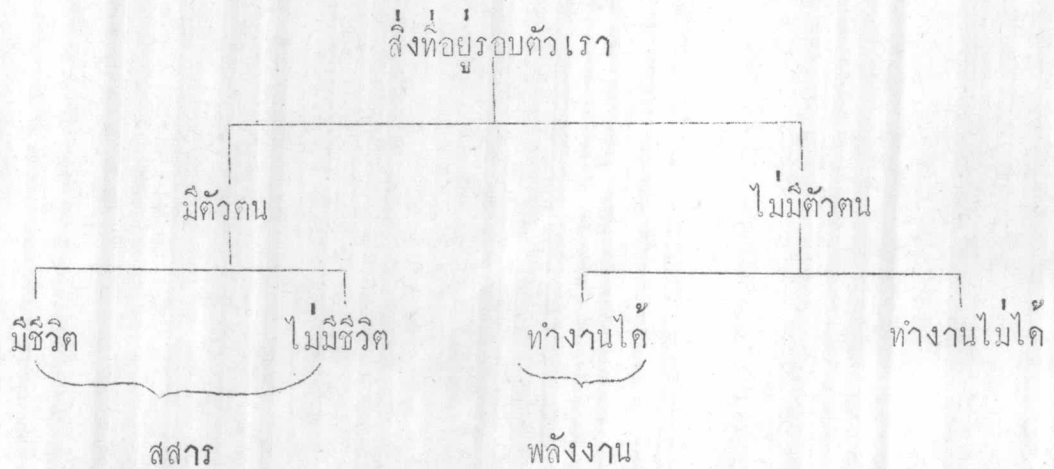 สิ่งที่อยู่รอบตัวเรา
มีตัวตน ไม่มีตัวตน
มีชีวิต ไม่มีชีวิต ทำงานได้ ทำงานไม่ได้
สสาร พลังงาน